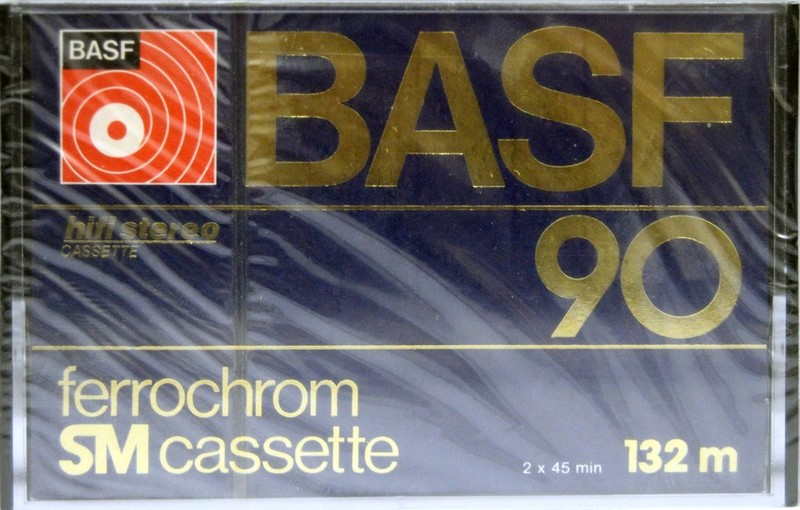 BASF
BASF
90
hifi stereo
CASSETTE
ferrochrom
SM cassette
2 x 45 min 132 m